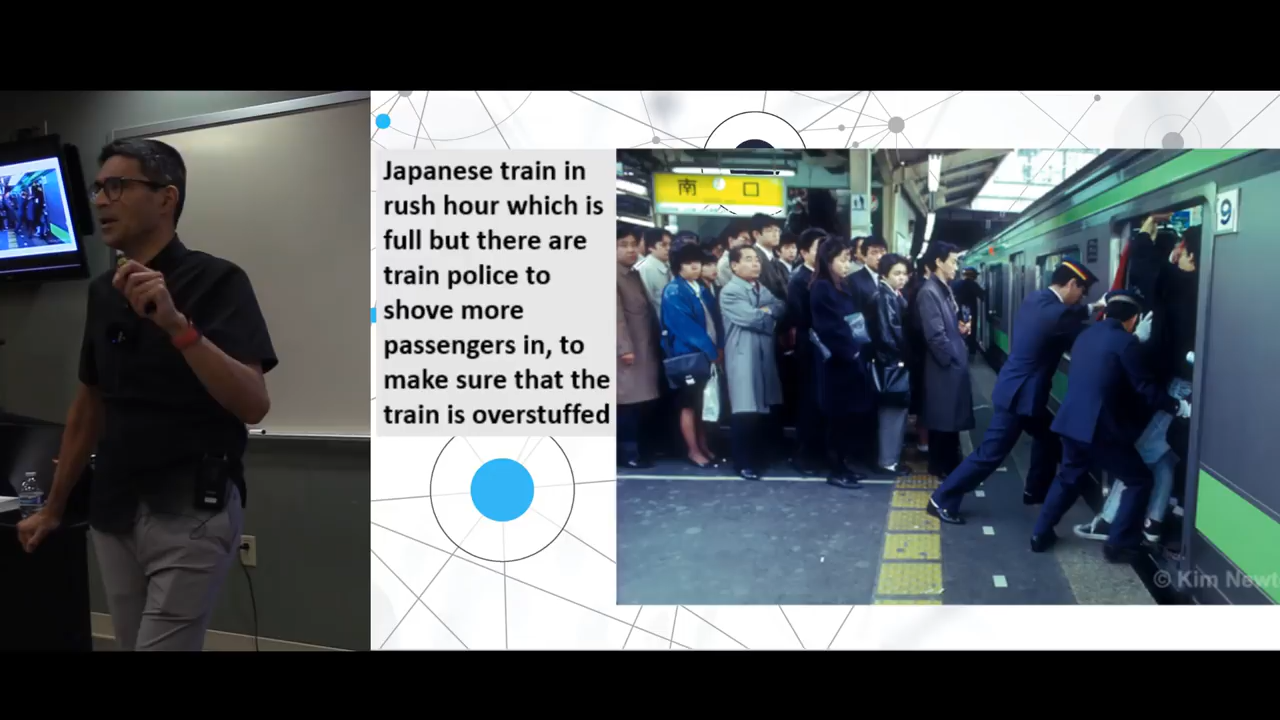 Japanese train in
rush hour which is
full but there are
train police to
shove more
passengers in, to
make sure that the
train is overstuffed
南 口
9
© Kim Newt